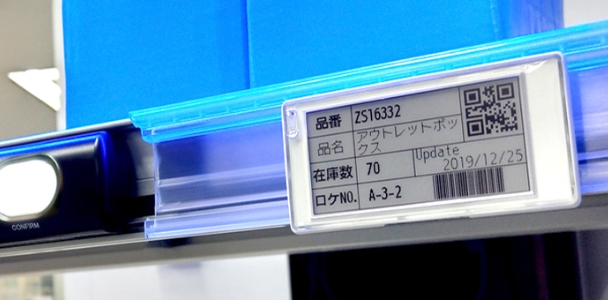 品番 ZS16332
品名 アウトレットボッ
クス
在庫数 70 Update
2019/12/25
ロケNO. A-3-2
CONFIRM